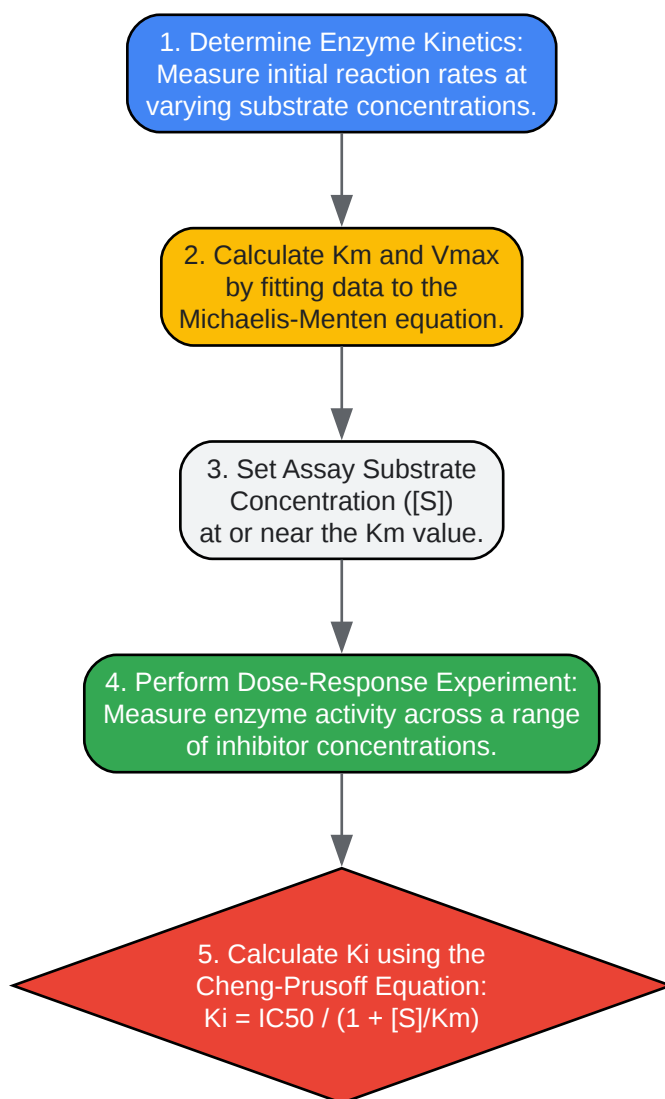 1. Determine Enzyme Kinetics:
Measure initial reaction rates at
varying substrate concentrations.
2. Calculate Km and Vmax
by fitting data to the
Michaelis-Menten equation.
3. Set Assay Substrate
Concentration ([S])
at or near the Km value.
4. Perform Dose-Response Experiment:
Measure enzyme activity across a range
of inhibitor concentrations.
5. Calculate Ki using the
Cheng-Prusoff Equation:
Ki = IC50 / (1 + [S]/Km)